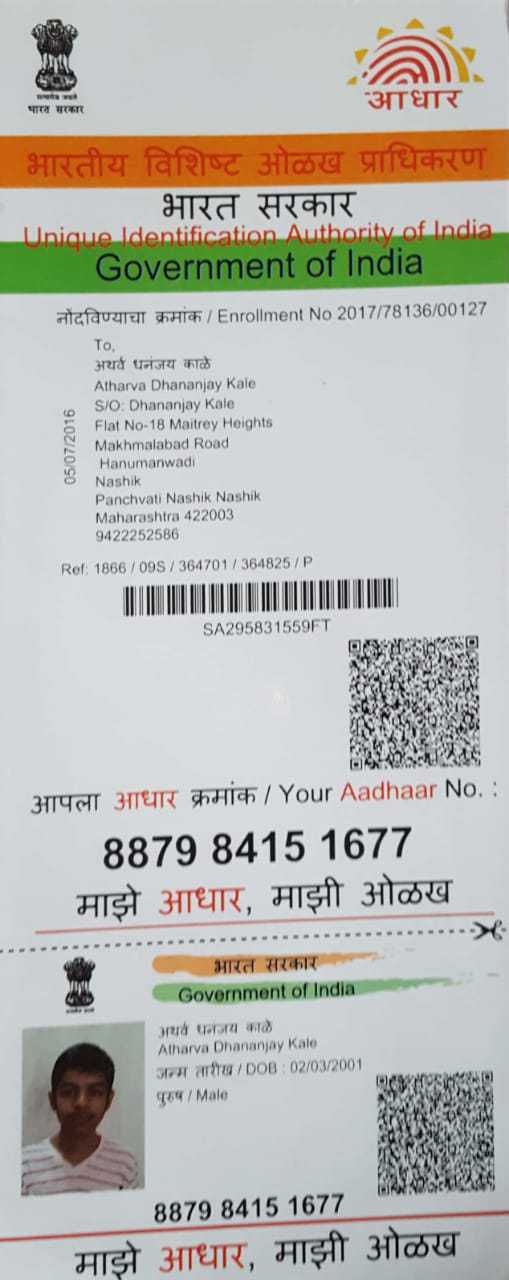 भारत सरकार
आधार
भारतीय विशिष्ट ओळख प्राधिकरण
भारत सरकार
Unique Identification Authority of India
Government of India
नोंदविण्याचा क्रमांक / Enrollment No 2017/78136/00127
To,
अथर्व धनंजय काळे
Atharva Dhananjay Kale
S/O: Dhananjay Kale
Flat No-18 Maitrey Heights
Makhmalabad Road
Hanumanwadi
Nashik
Panchvati Nashik Nashik
Maharashtra 422003
9422252586
05/07/2016
Ref: 1866 / 09S / 364701 / 364825 / P
SA295831559FT
आपला आधार क्रमांक / Your Aadhaar No. :
8879 8415 1677
माझे आधार, माझी ओळख
भारत सरकार
Government of India
अथर्व धनंजय काळे
Atharva Dhananjay Kale
जन्म तारीख / DOB : 02/03/2001
पुरुष / Male
8879 8415 1677
माझे आधार, माझी ओळख